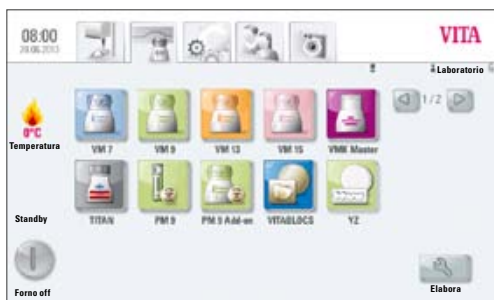 08:00
28.06.2013
VITA
Laboratorio
1/2
0°C
Temperatura
VM 7
VM 9
VM 13
VM 15
VMK Master
Standby
TITAN
PM 9
PM 9 Add-on
VITABLOCS
YZ
Forno off
Elabora